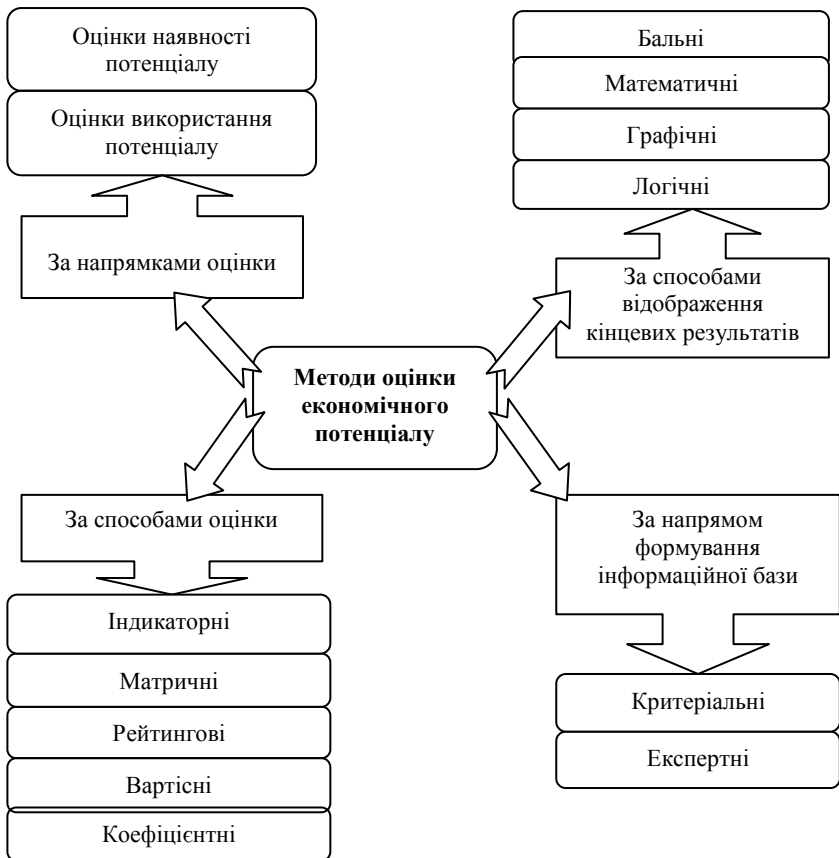 Оцінки наявності
потенціалу
Оцінки використання
потенціалу
За напрямками оцінки
Бальні
Математичні
Графічні
Логічні
За способами
відображення
кінцевих результатів
Методи оцінки
економічного
потенціалу
За способами оцінки
Індикаторні
Матричні
Рейтингові
Вартісні
Коефіцієнтні
За напрямом
формування
інформаційної бази
Критеріальні
Експертні